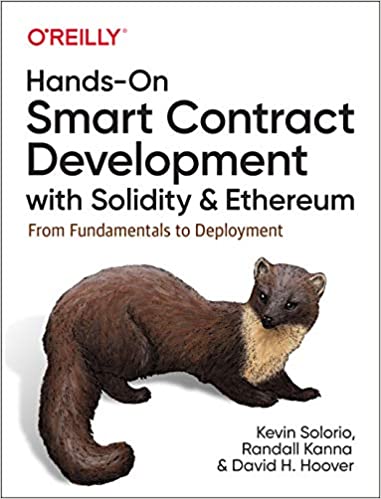 O'REILLY®
Hands-On
Smart Contract
Development
with Solidity & Ethereum
From Fundamentals to Deployment
Kevin Solorio,
Randall Kanna
& David H. Hoover